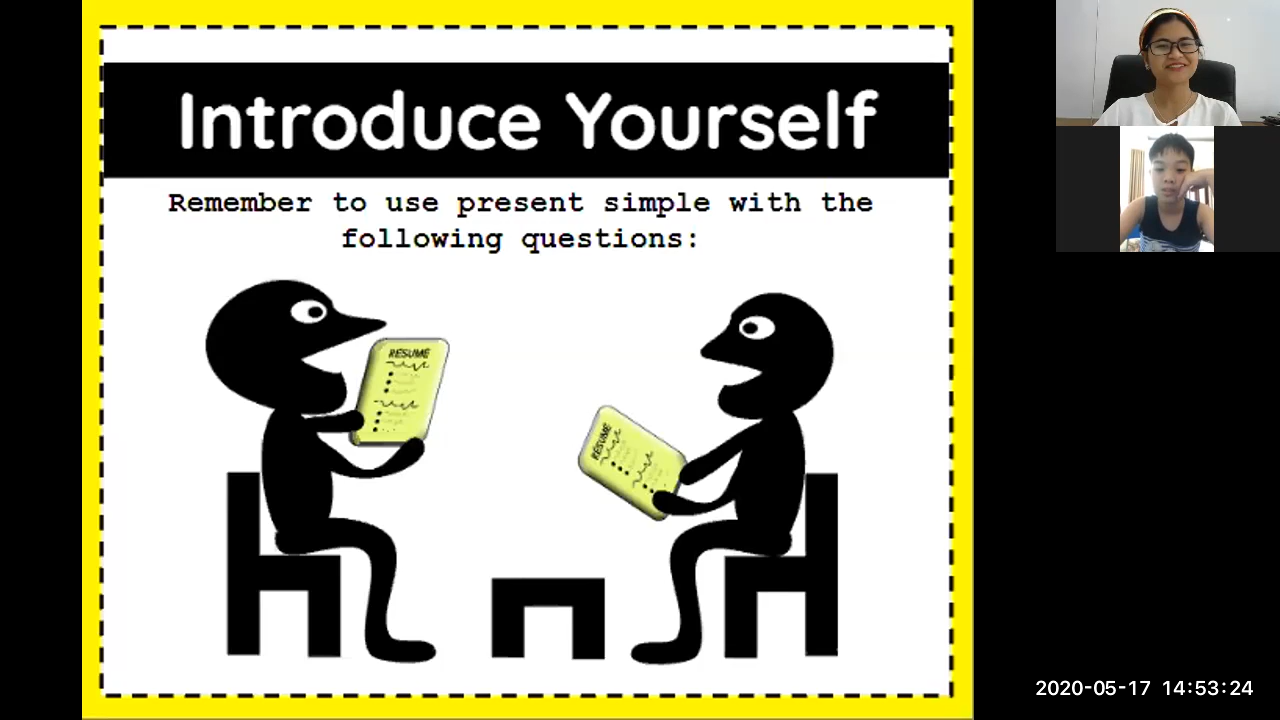 Introduce Yourself
Remember to use present simple with the
following questions:
RESUME
RESUME
2020-05-17 14:53:24